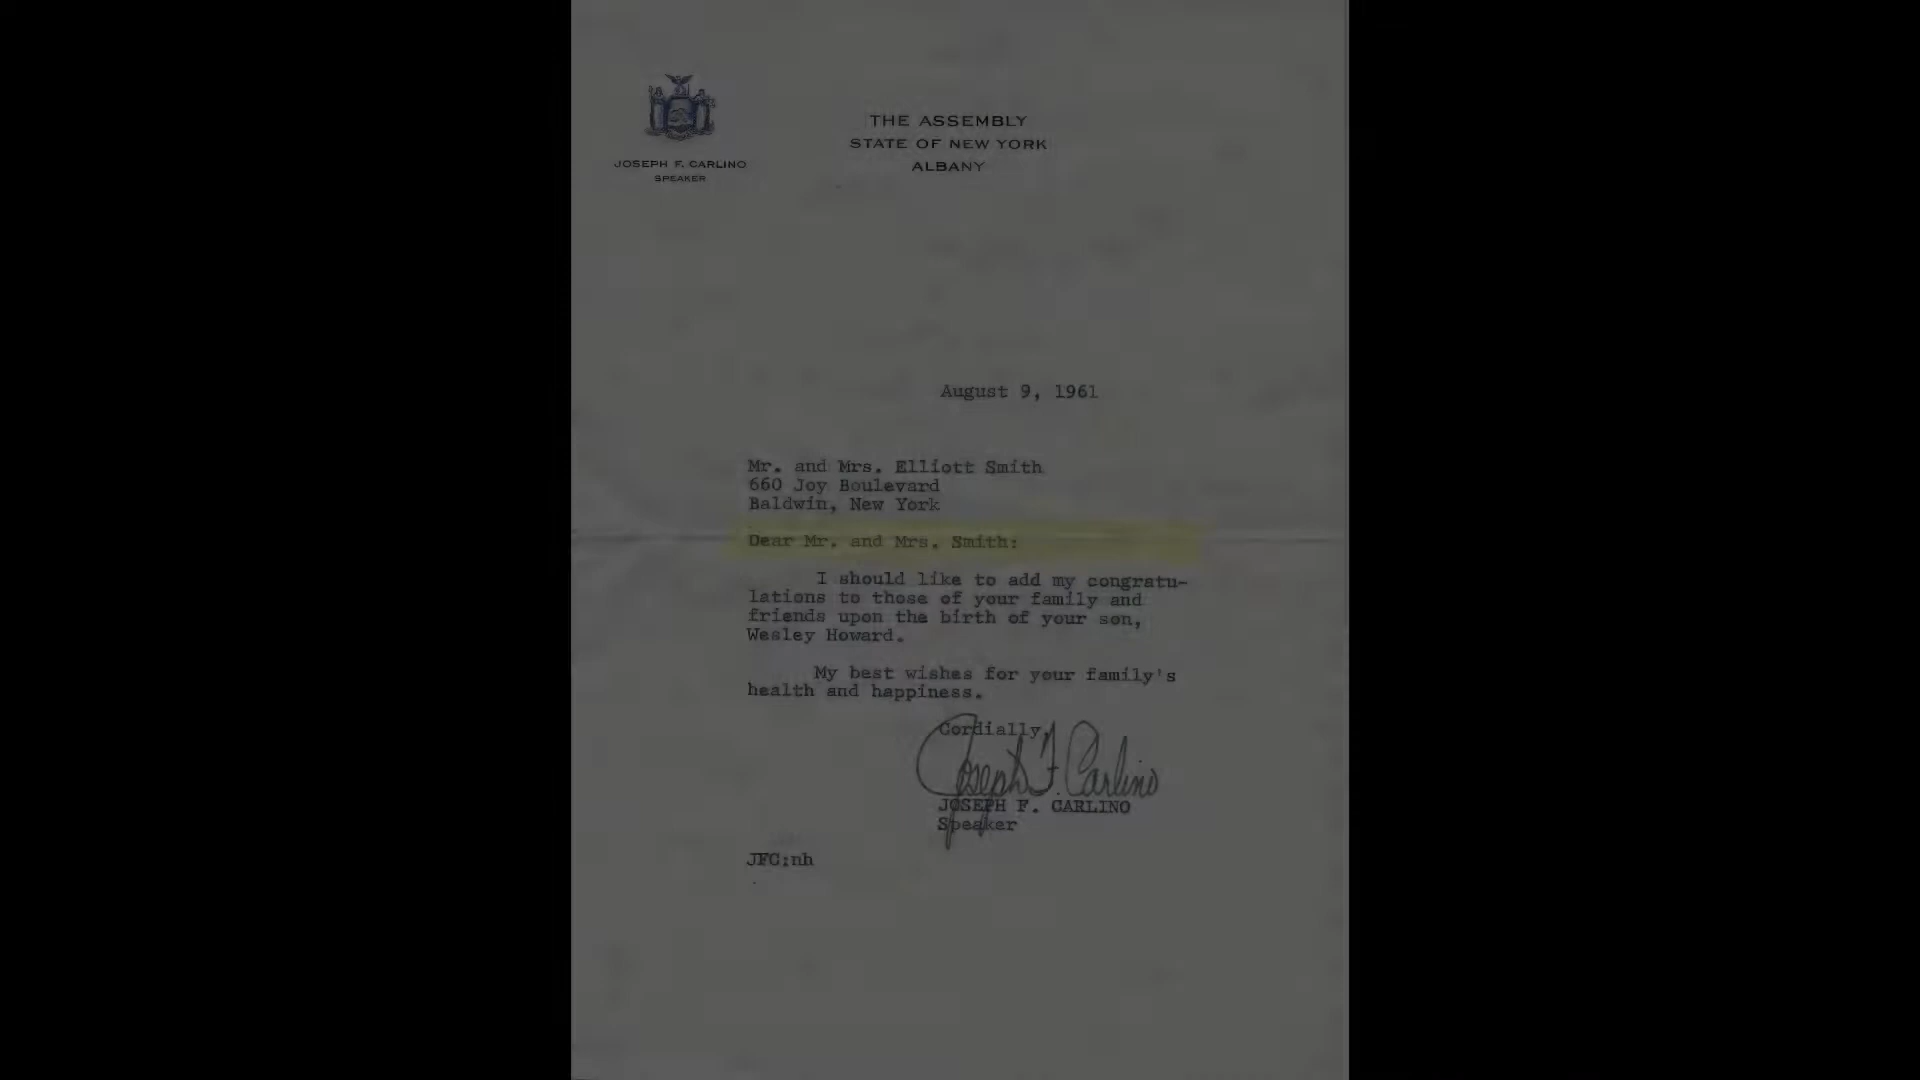 JOSEPH F. CARLINO
SPEAKER
THE ASSEMBLY
STATE OF NEW YORK
ALBANY
August 9, 1961
Mr. and Mrs. Elliott Smith
660 Joy Boulevard
Baldwin, New York
Dear Mr. and Mrs. Smith:
I should like to add my congratu-
lations to those of your family and
friends upon the birth of your son,
Wesley Howard.
My best wishes for your family's
health and happiness.
Cordially,
Joseph F. Carlino
JOSEPH F. CARLINO
Speaker
JFC:nh